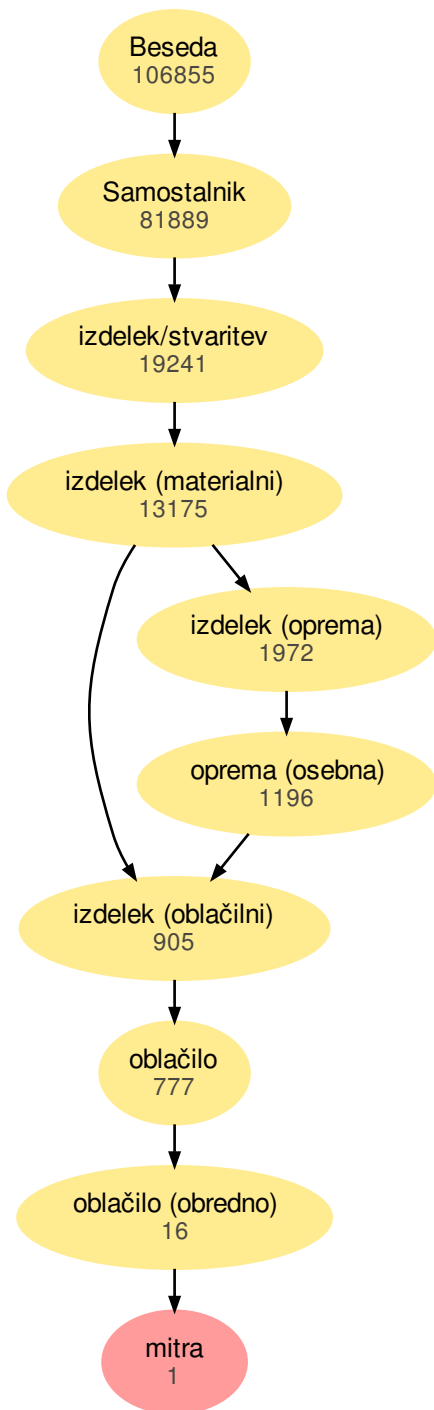 Beseda
106855
Samostalnik
81889
izdelek/stvaritev
19241
izdelek (materialni)
13175
izdelek (oprema)
1972
oprema (osebna)
1196
izdelek (oblačilni)
905
oblačilo
777
oblačilo (obredno)
16
mitra
1